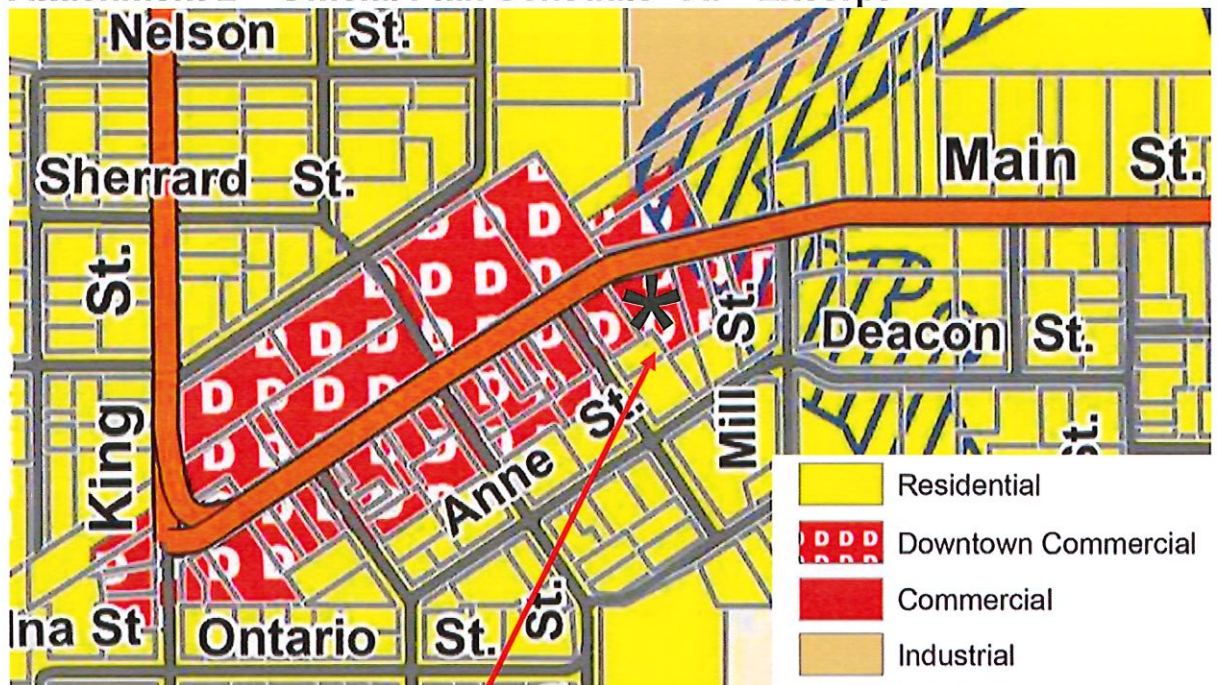 Nelson St.
Sherrard St.
Main St.
King St.
Mill St.
Deacon St.
Anne St.
St.
St.
Ontario St.
St
D D D
D D D
Residential
Downtown Commercial
Commercial
Industrial